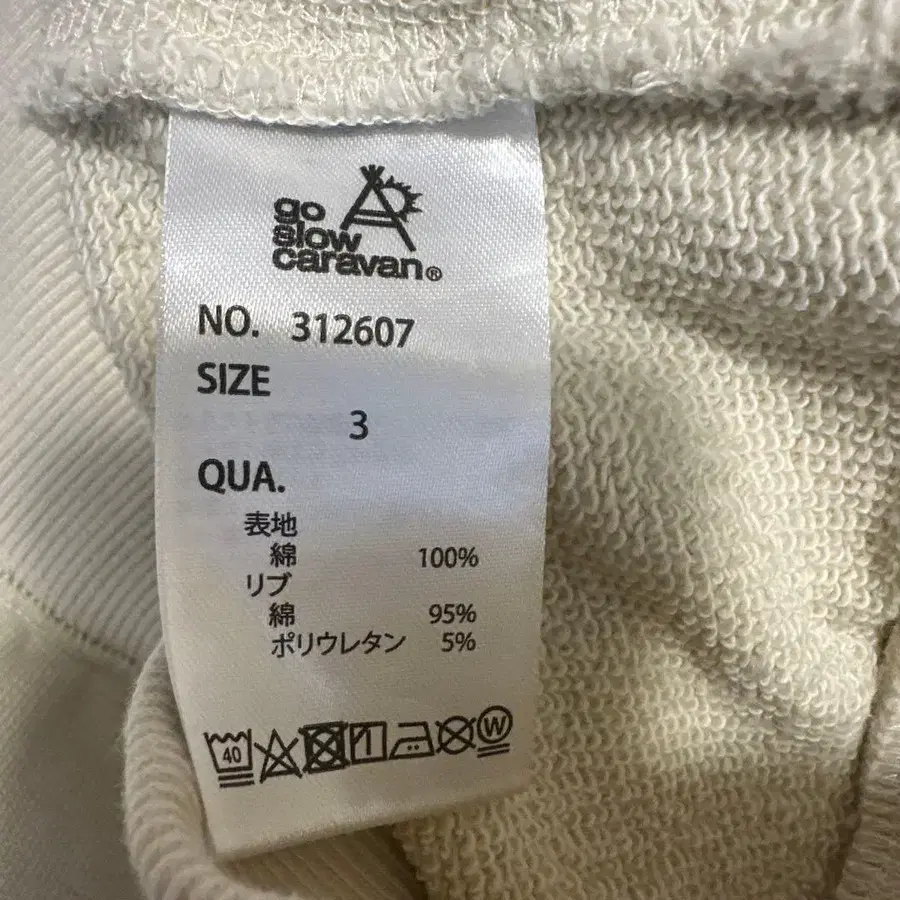 go
slow
caravan®
NO. 312607
SIZE
3
QUA.
表地
綿 100%
リブ
綿 95%
ポリウレタン 5%
40 W